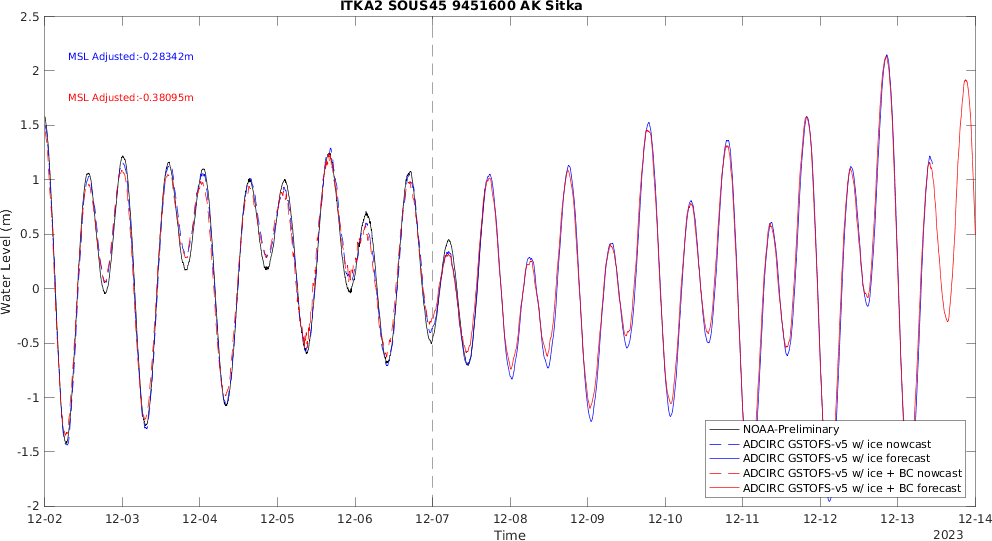 ITKA2 SOUS45 9451600 AK Sitka
MSL Adjusted:-0.28342m
MSL Adjusted:-0.38095m
2.5
2
1.5
1
0.5
0
-0.5
-1
-1.5
-2
Water Level (m)
NOAA-Preliminary
ADCIRC GSTOFS-v5 w/ ice nowcast
ADCIRC GSTOFS-v5 w/ ice forecast
ADCIRC GSTOFS-v5 w/ ice + BC nowcast
ADCIRC GSTOFS-v5 w/ ice + BC forecast
12-02 12-03 12-04 12-05 12-06 12-07 12-08 12-09 12-10 12-11 12-12 12-13 12-14
Time
2023